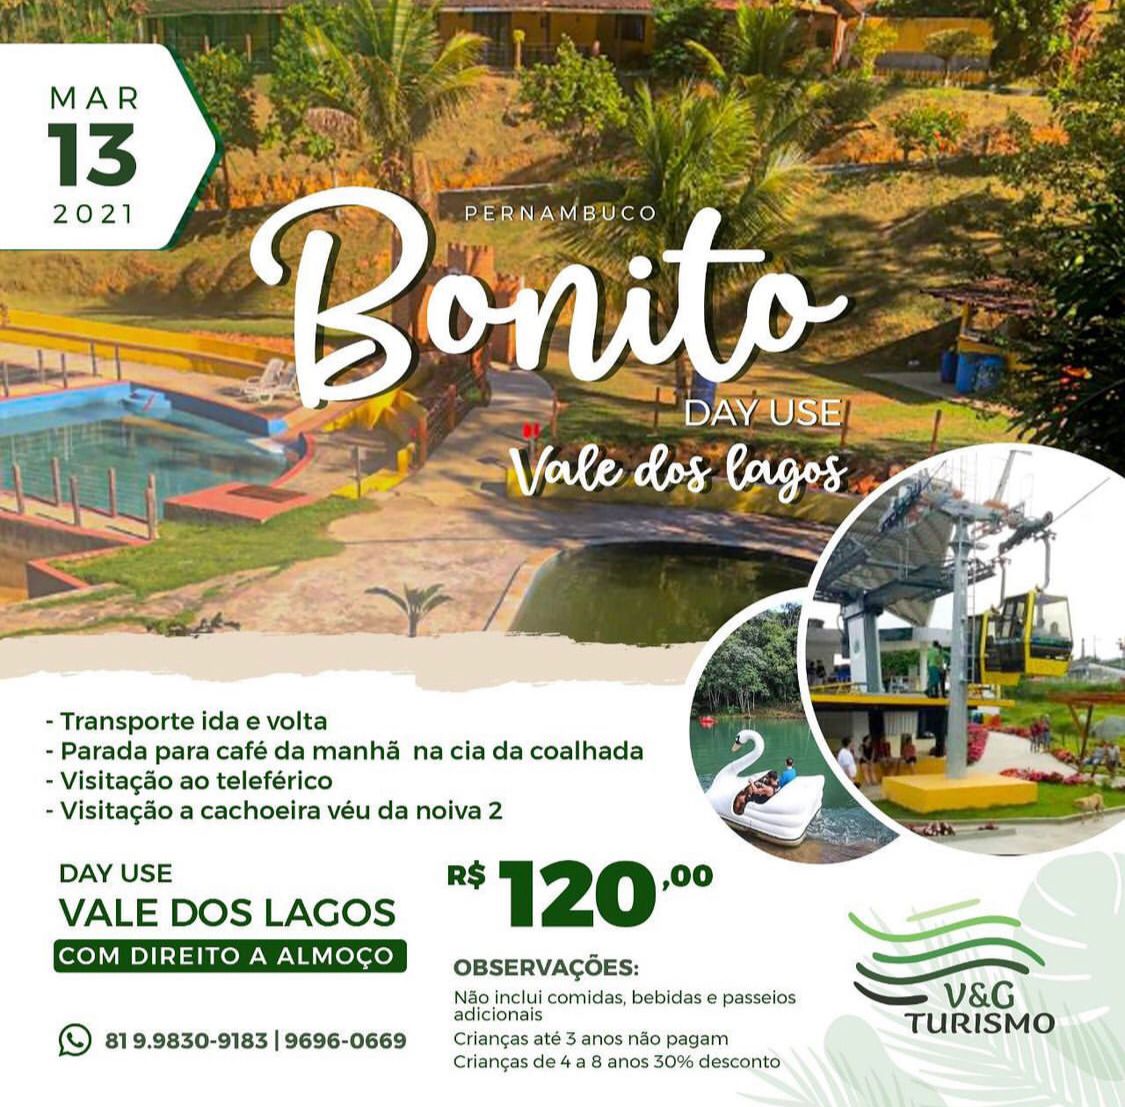 MAR
13
2021
PERNAMBUCO
Bonito
DAY USE
Vale dos lagos
- Transporte ida e volta
- Parada para café da manhã na cia da coalhada
- Visitação ao teleférico
- Visitação a cachoeira véu da noiva 2
DAY USE
VALE DOS LAGOS
COM DIREITO A ALMOÇO
81 9.9830-9183 | 9696-0669
R$ 120,00
OBSERVAÇÕES:
Não inclui comidas, bebidas e passeios
adicionais
Crianças até 3 anos não pagam
Crianças de 4 a 8 anos 30% desconto
V&G
TURISMO